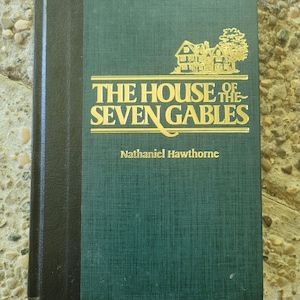 THE HOUSE OF THE
SEVEN GABLES
Nathaniel Hawthorne